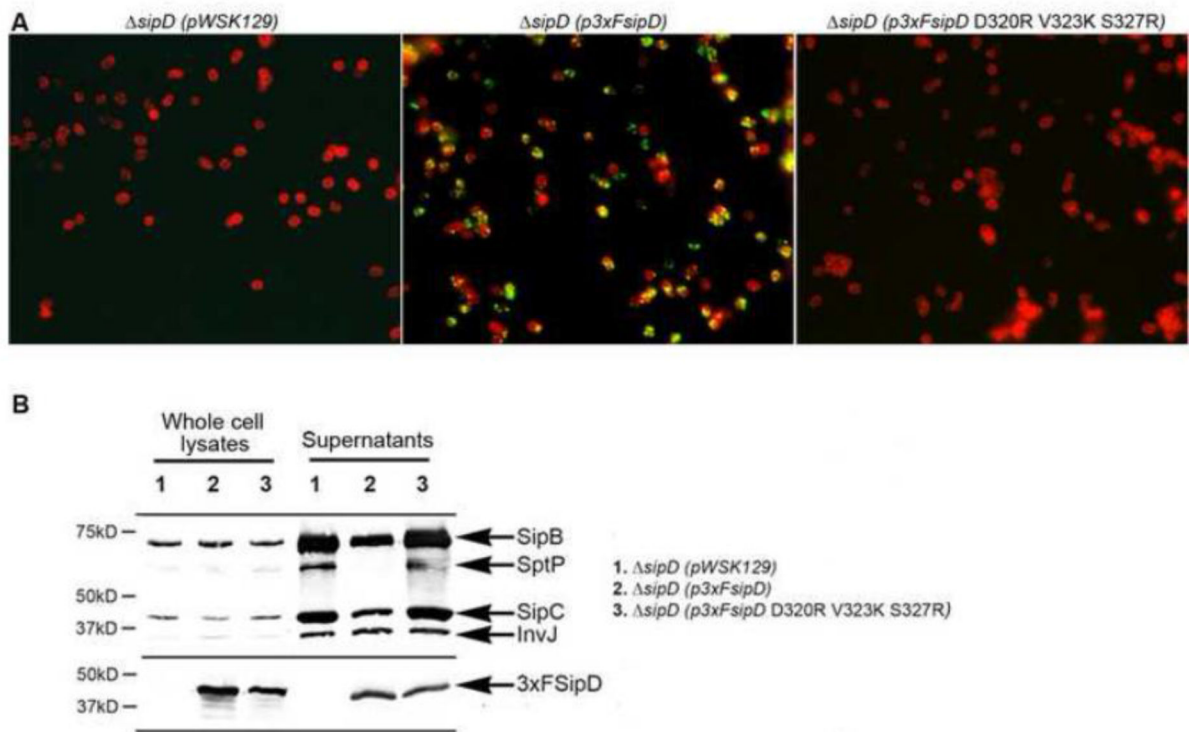 A
ΔsipD (pWSK129)
ΔsipD (p3xFsipD)
ΔsipD (p3xFsipD D320R V323K S327R)
B
Whole cell
lysates
Supernatants
1 2 3 1 2 3
75kD
50kD
37kD
50kD
37kD
SipB
SptP
SipC
InvJ
3xFSipD
1. ΔsipD (pWSK129)
2. ΔsipD (p3xFsipD)
3. ΔsipD (p3xFsipD D320R V323K S327R)